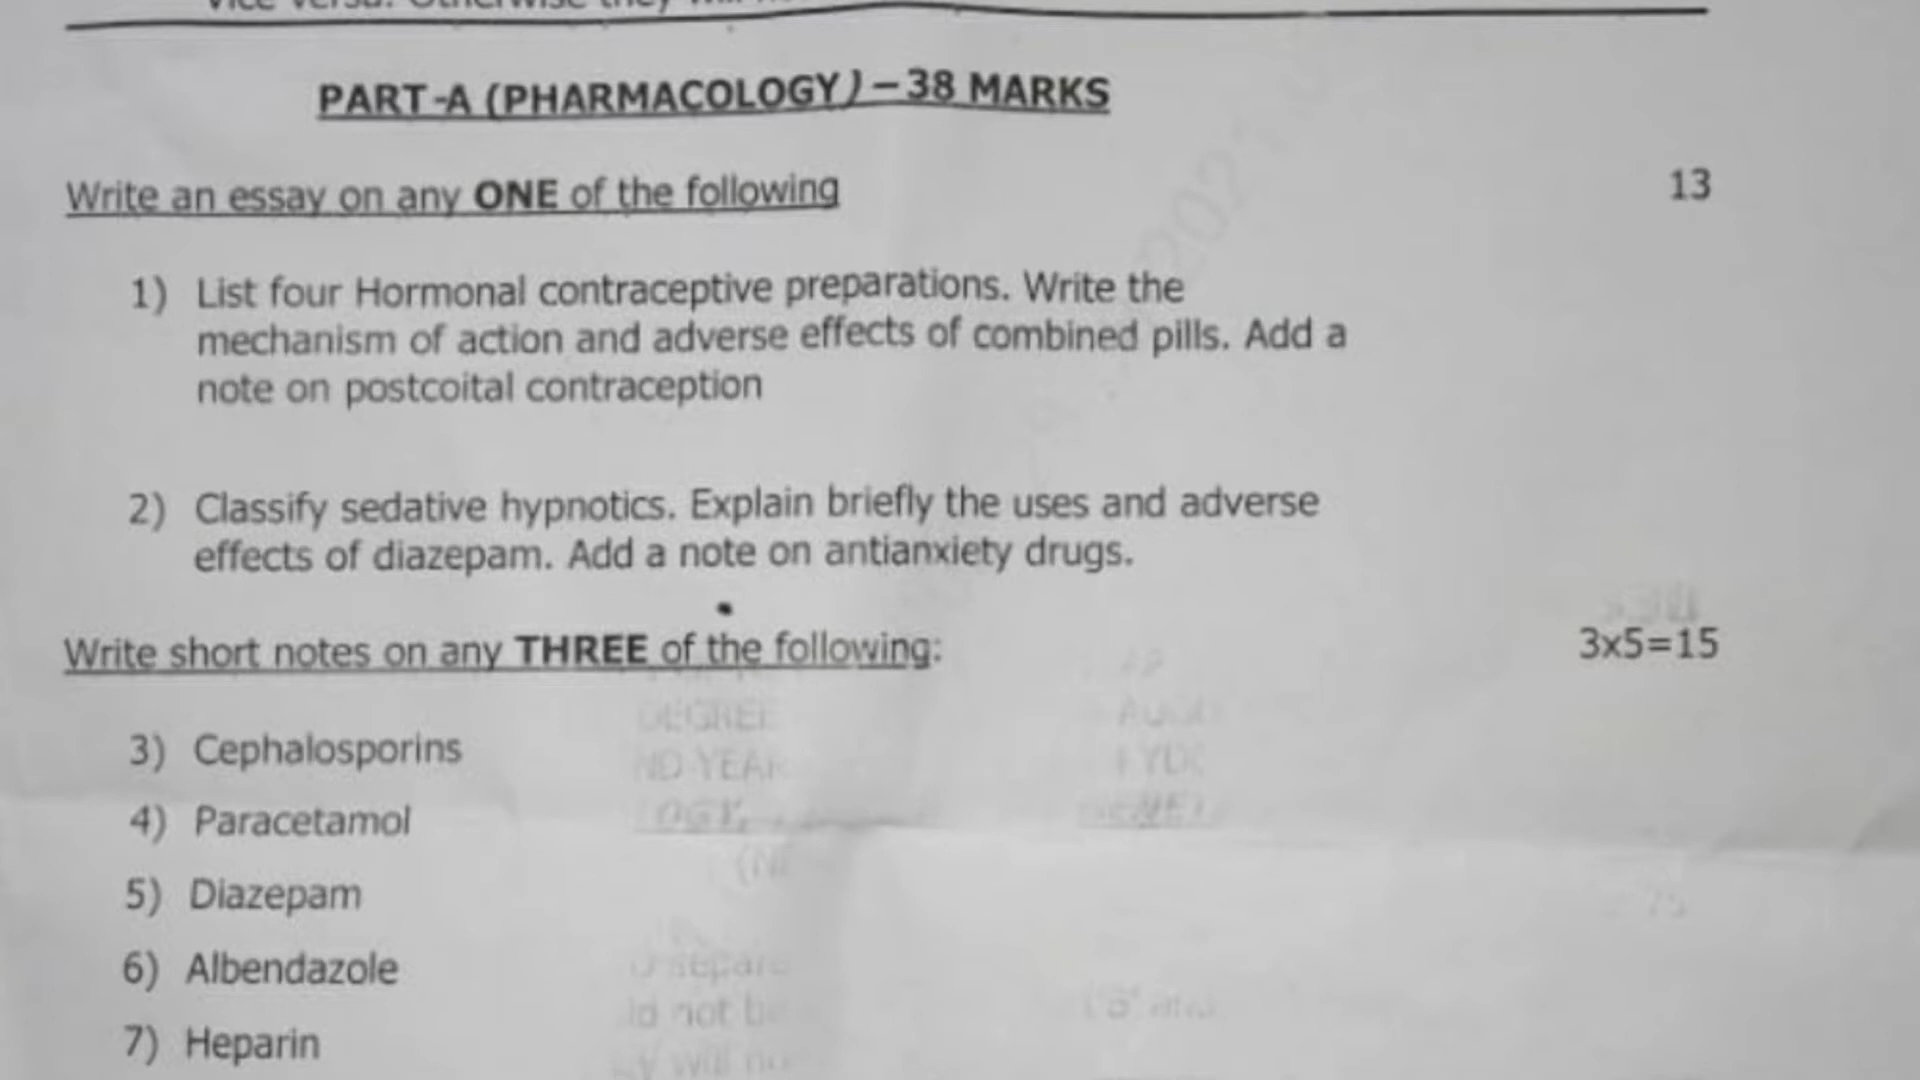 PART-A (PHARMACOLOGY) – 38 MARKS
Write an essay on any ONE of the following 13
1) List four Hormonal contraceptive preparations. Write the
mechanism of action and adverse effects of combined pills. Add a
note on postcoital contraception
2) Classify sedative hypnotics. Explain briefly the uses and adverse
effects of diazepam. Add a note on antianxiety drugs.
Write short notes on any THREE of the following: 3x5=15
3) Cephalosporins
4) Paracetamol
5) Diazepam
6) Albendazole
7) Heparin